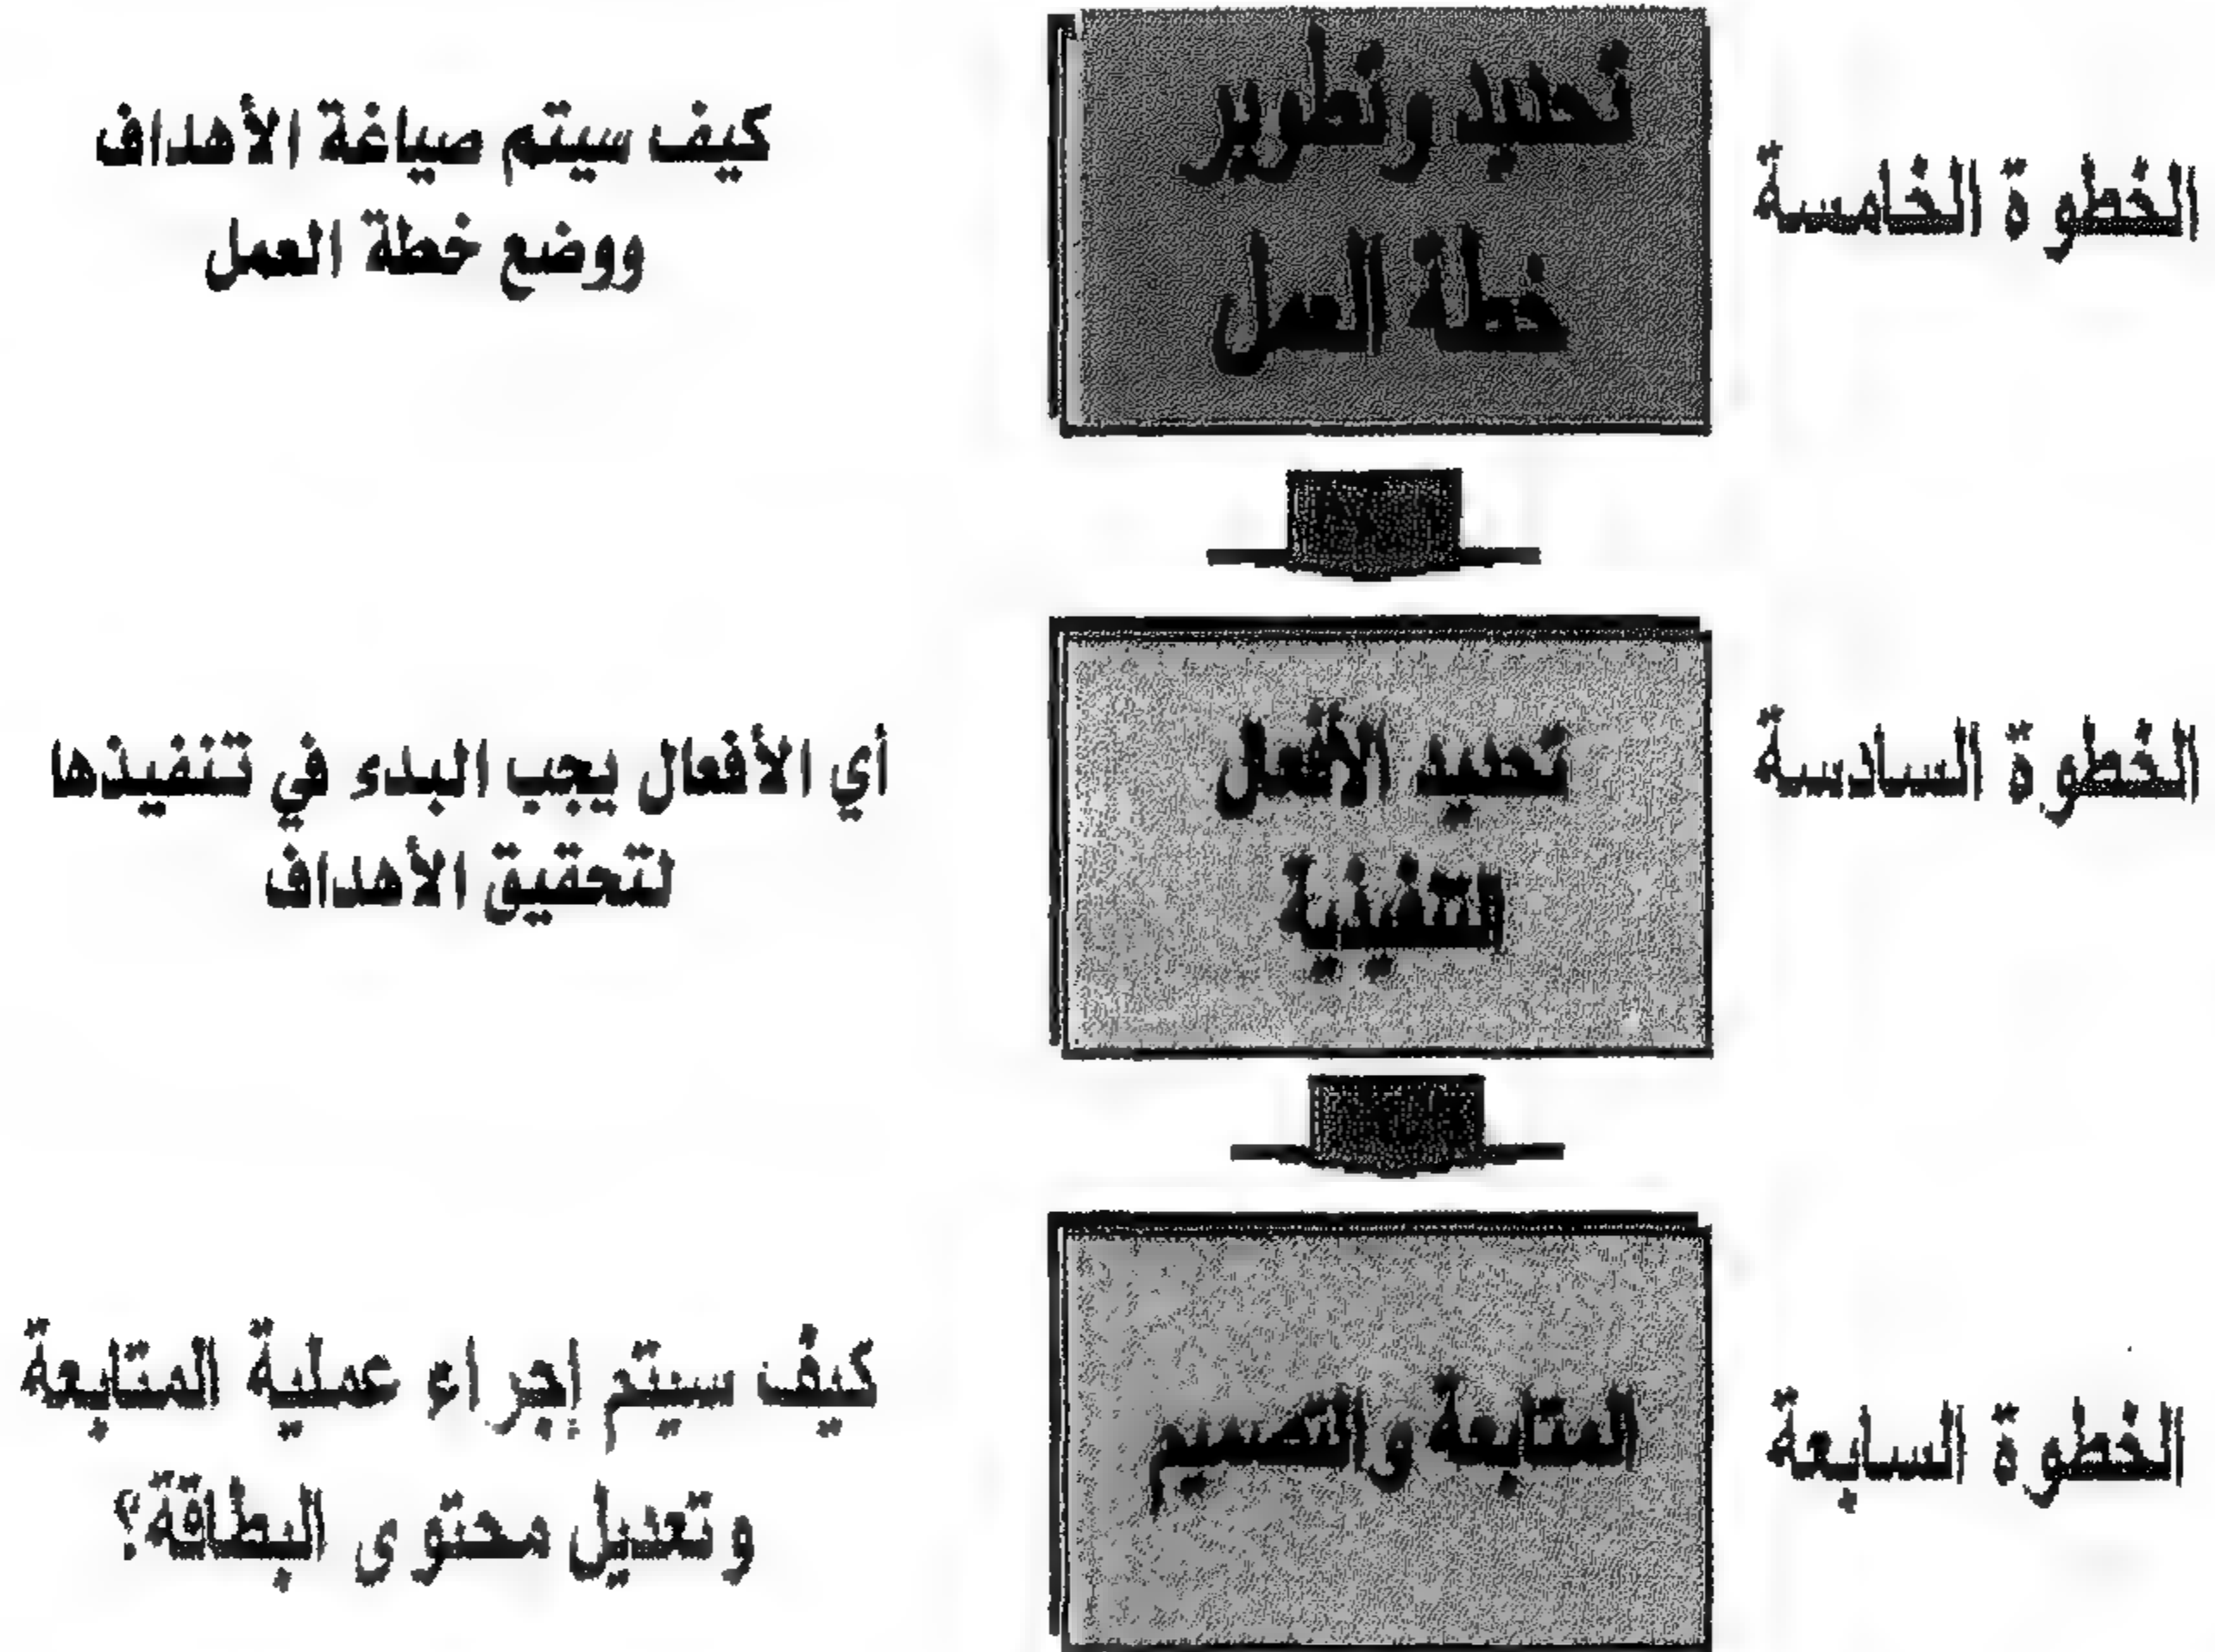 الخطوة الخامسة
تحديد وتطوير
خطة العمل
كيف سيتم صياغة الأهداف
ووضع خطة العمل
الخطوة السادسة
تحديد الأفعال
التنفيذية
أي الأفعال يجب البدء في تنفيذها
لتحقيق الأهداف
الخطوة السابعة
المتابعة والتصميم
كيف سيتم إجراء عملية المتابعة
وتعديل محتوى البطاقة؟